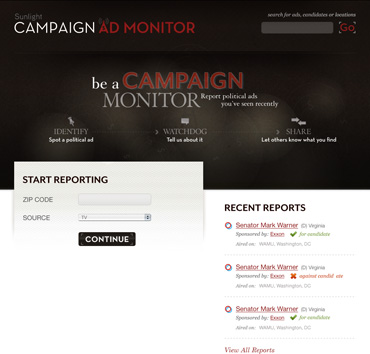 Sunlight
CAMPAIGN AD MONITOR
search for ads, candidates or locations
Go
be a CAMPAIGN
MONITOR Report political ads
you've seen recently
IDENTIFY
Spot a political ad
WATCHDOG
Tell us about it
SHARE
Let others know what you find
START REPORTING
ZIP CODE
SOURCE
TV
CONTINUE
RECENT REPORTS
Senator Mark Warner (D) Virginia
Sponsored by: Exxon for candidate
Aired on: WAMU, Washington, DC
Senator Mark Warner (D) Virginia
Sponsored by: Exxon against candid ate
Aired on: WAMU, Washington, DC
Senator Mark Warner (D) Virginia
Sponsored by: Exxon for candidate
Aired on: WAMU, Washington, DC
View All Reports